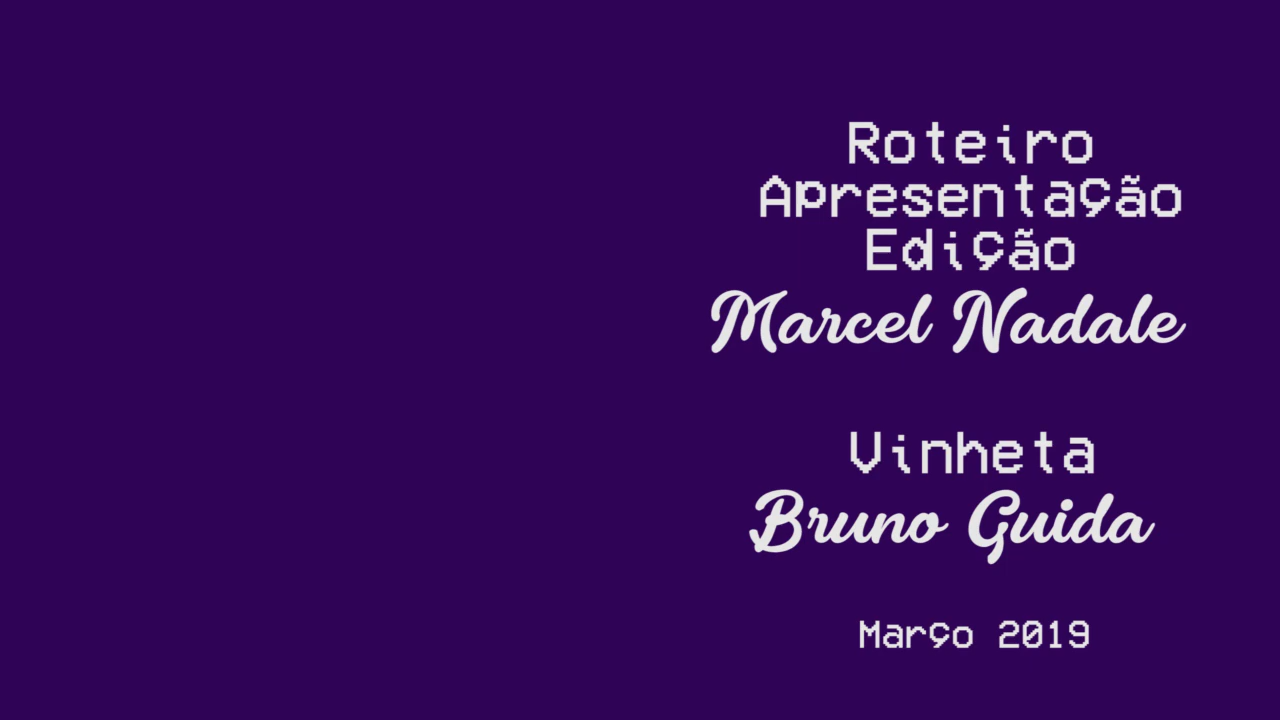 Roteiro
Apresentação
Edição
Marcel Nadale
Vinheta
Bruno Guida
Março 2019